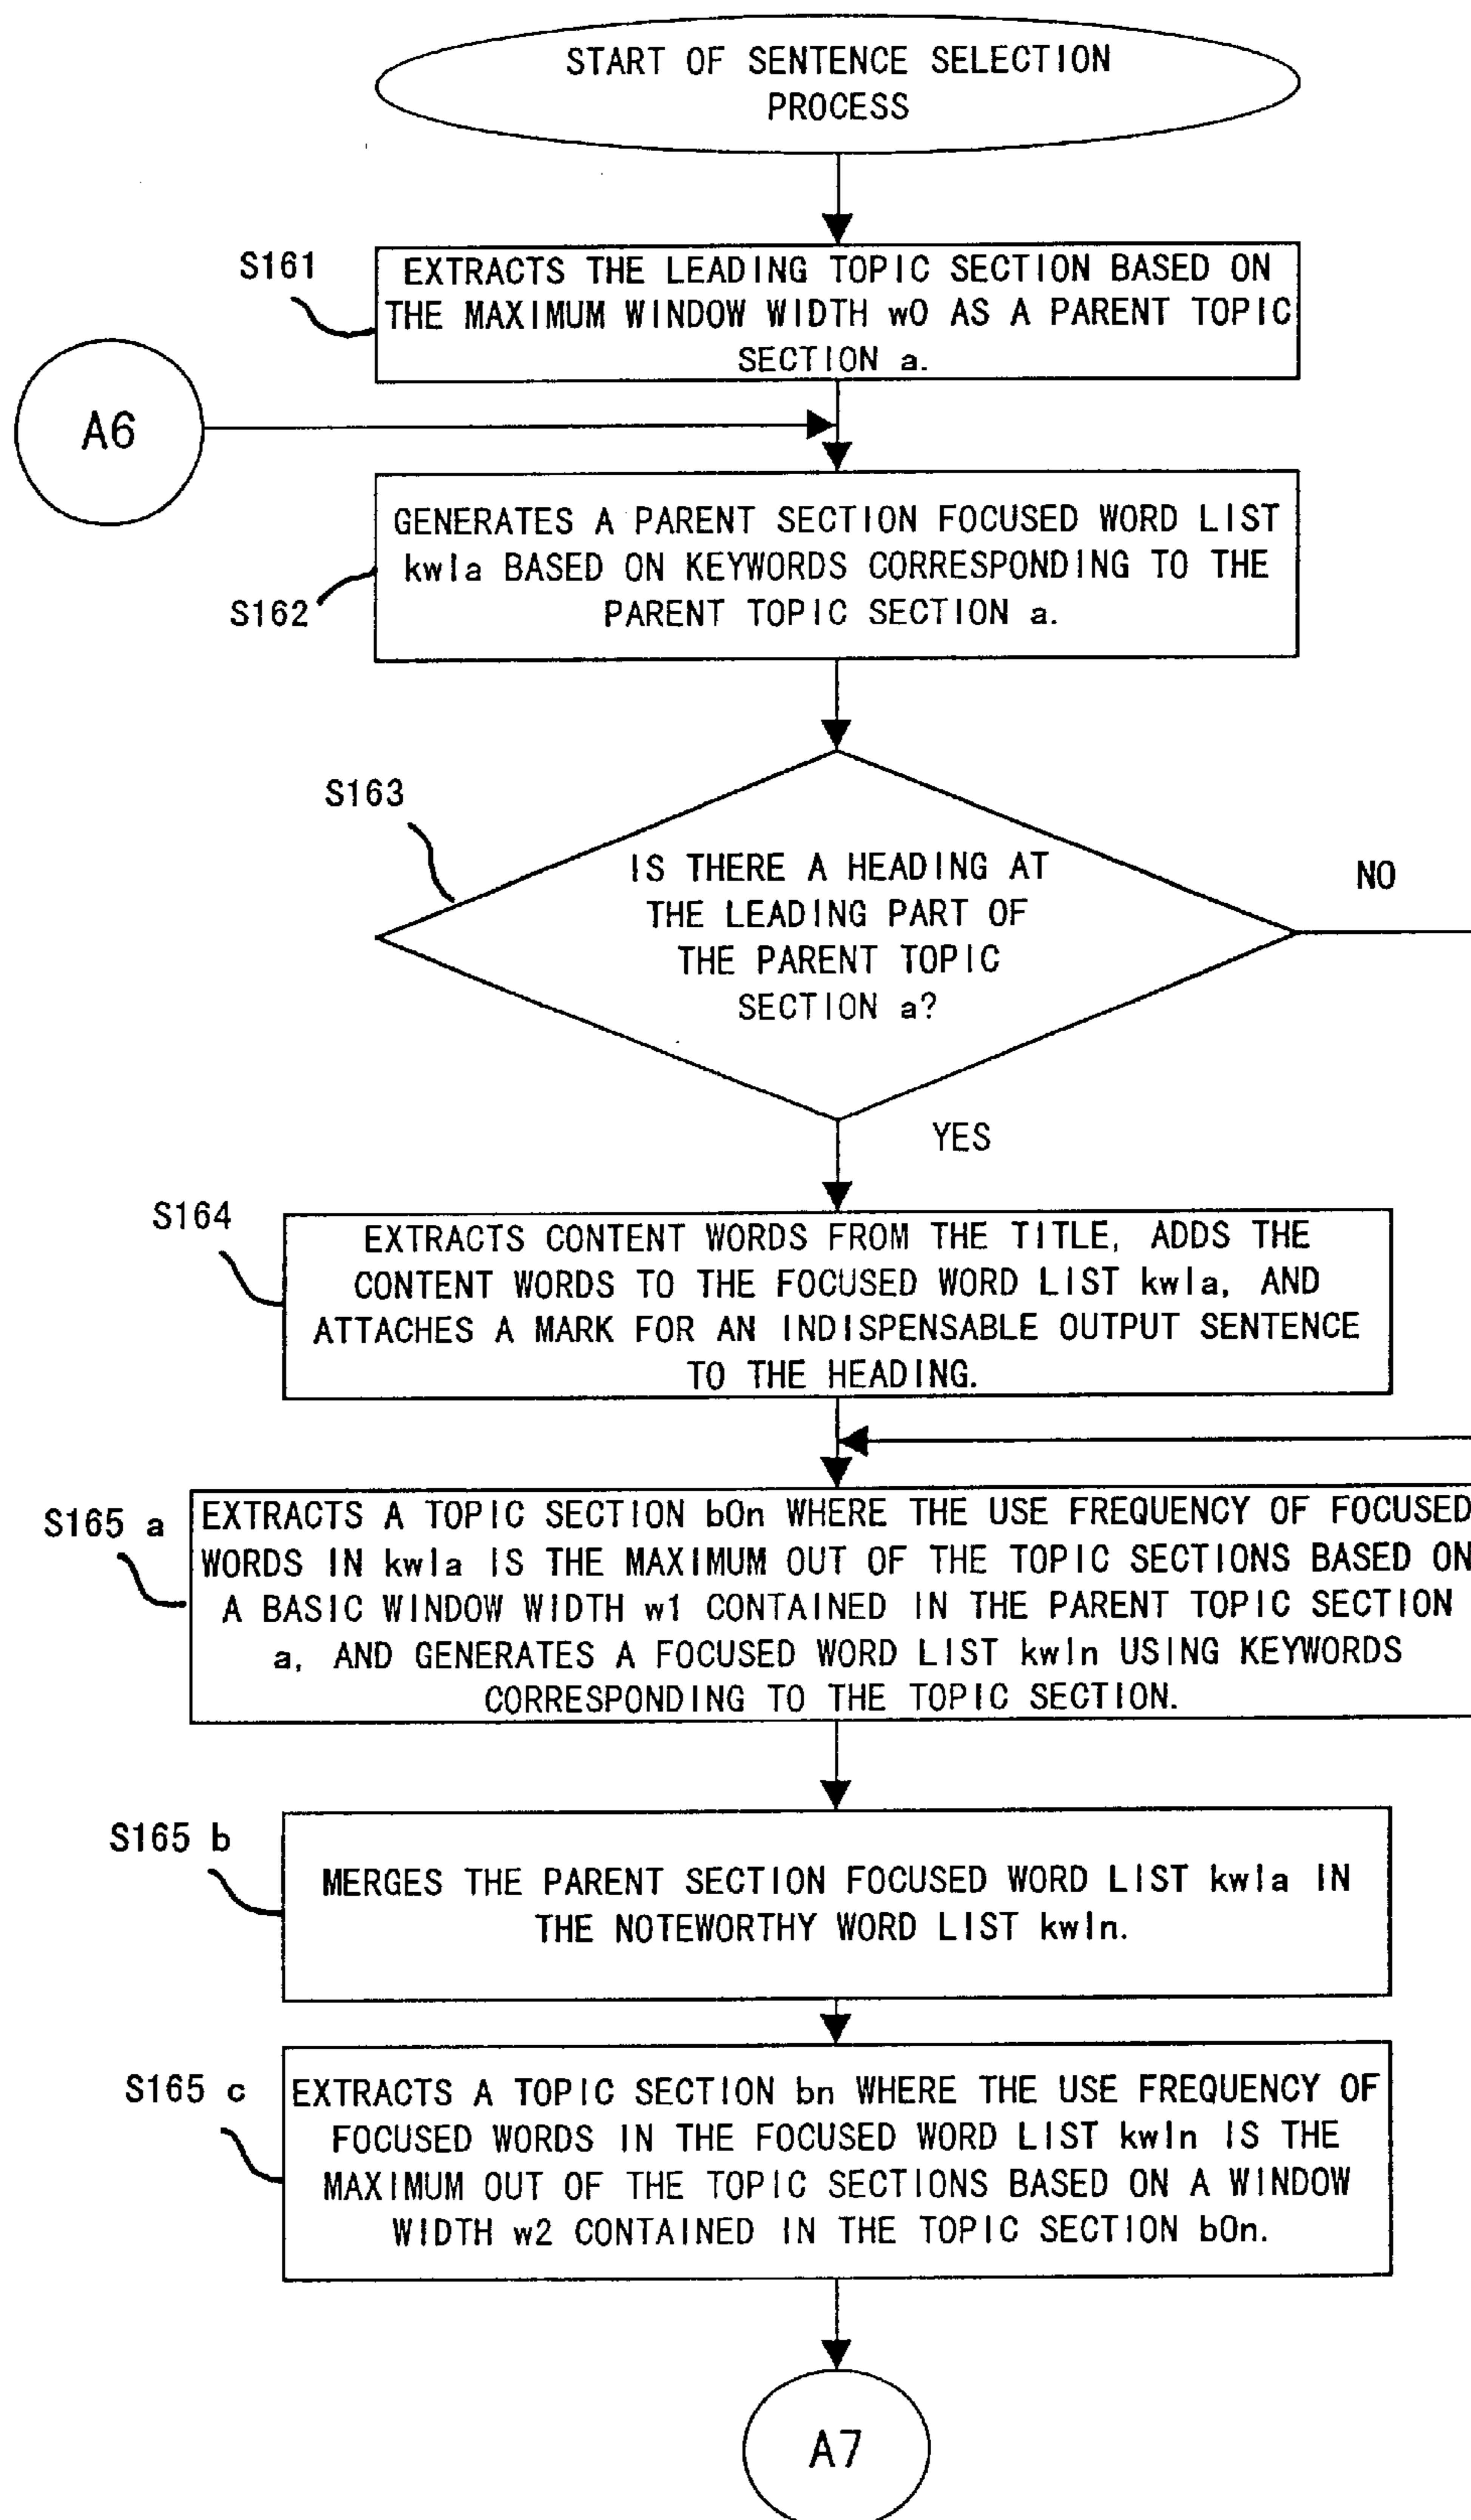 START OF SENTENCE SELECTION
PROCESS
S161
EXTRACTS THE LEADING TOPIC SECTION BASED ON
THE MAXIMUM WINDOW WIDTH w0 AS A PARENT TOPIC
SECTION a.
A6
S162
GENERATES A PARENT SECTION FOCUSED WORD LIST
kwla BASED ON KEYWORDS CORRESPONDING TO THE
PARENT TOPIC SECTION a.
S163
IS THERE A HEADING AT
THE LEADING PART OF
THE PARENT TOPIC
SECTION a?
NO
YES
S164
EXTRACTS CONTENT WORDS FROM THE TITLE, ADDS THE
CONTENT WORDS TO THE FOCUSED WORD LIST kwla, AND
ATTACHES A MARK FOR AN INDISPENSABLE OUTPUT SENTENCE
TO THE HEADING.
S165 a
EXTRACTS A TOPIC SECTION b0n WHERE THE USE FREQUENCY OF FOCUSED
WORDS IN kwla IS THE MAXIMUM OUT OF THE TOPIC SECTIONS BASED ON
A BASIC WINDOW WIDTH w1 CONTAINED IN THE PARENT TOPIC SECTION
a, AND GENERATES A FOCUSED WORD LIST kwln USING KEYWORDS
CORRESPONDING TO THE TOPIC SECTION.
S165 b
MERGES THE PARENT SECTION FOCUSED WORD LIST kwla IN
THE NOTEWORTHY WORD LIST kwln.
S165 c
EXTRACTS A TOPIC SECTION bn WHERE THE USE FREQUENCY OF
FOCUSED WORDS IN THE FOCUSED WORD LIST kwln IS THE
MAXIMUM OUT OF THE TOPIC SECTIONS BASED ON A WINDOW
WIDTH w2 CONTAINED IN THE TOPIC SECTION b0n.
A7